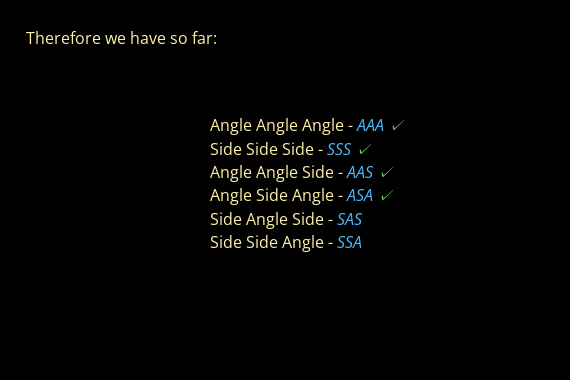 Therefore we have so far:
Angle Angle Angle - AAA ✓
Side Side Side - SSS ✓
Angle Angle Side - AAS ✓
Angle Side Angle - ASA ✓
Side Angle Side - SAS
Side Side Angle - SSA